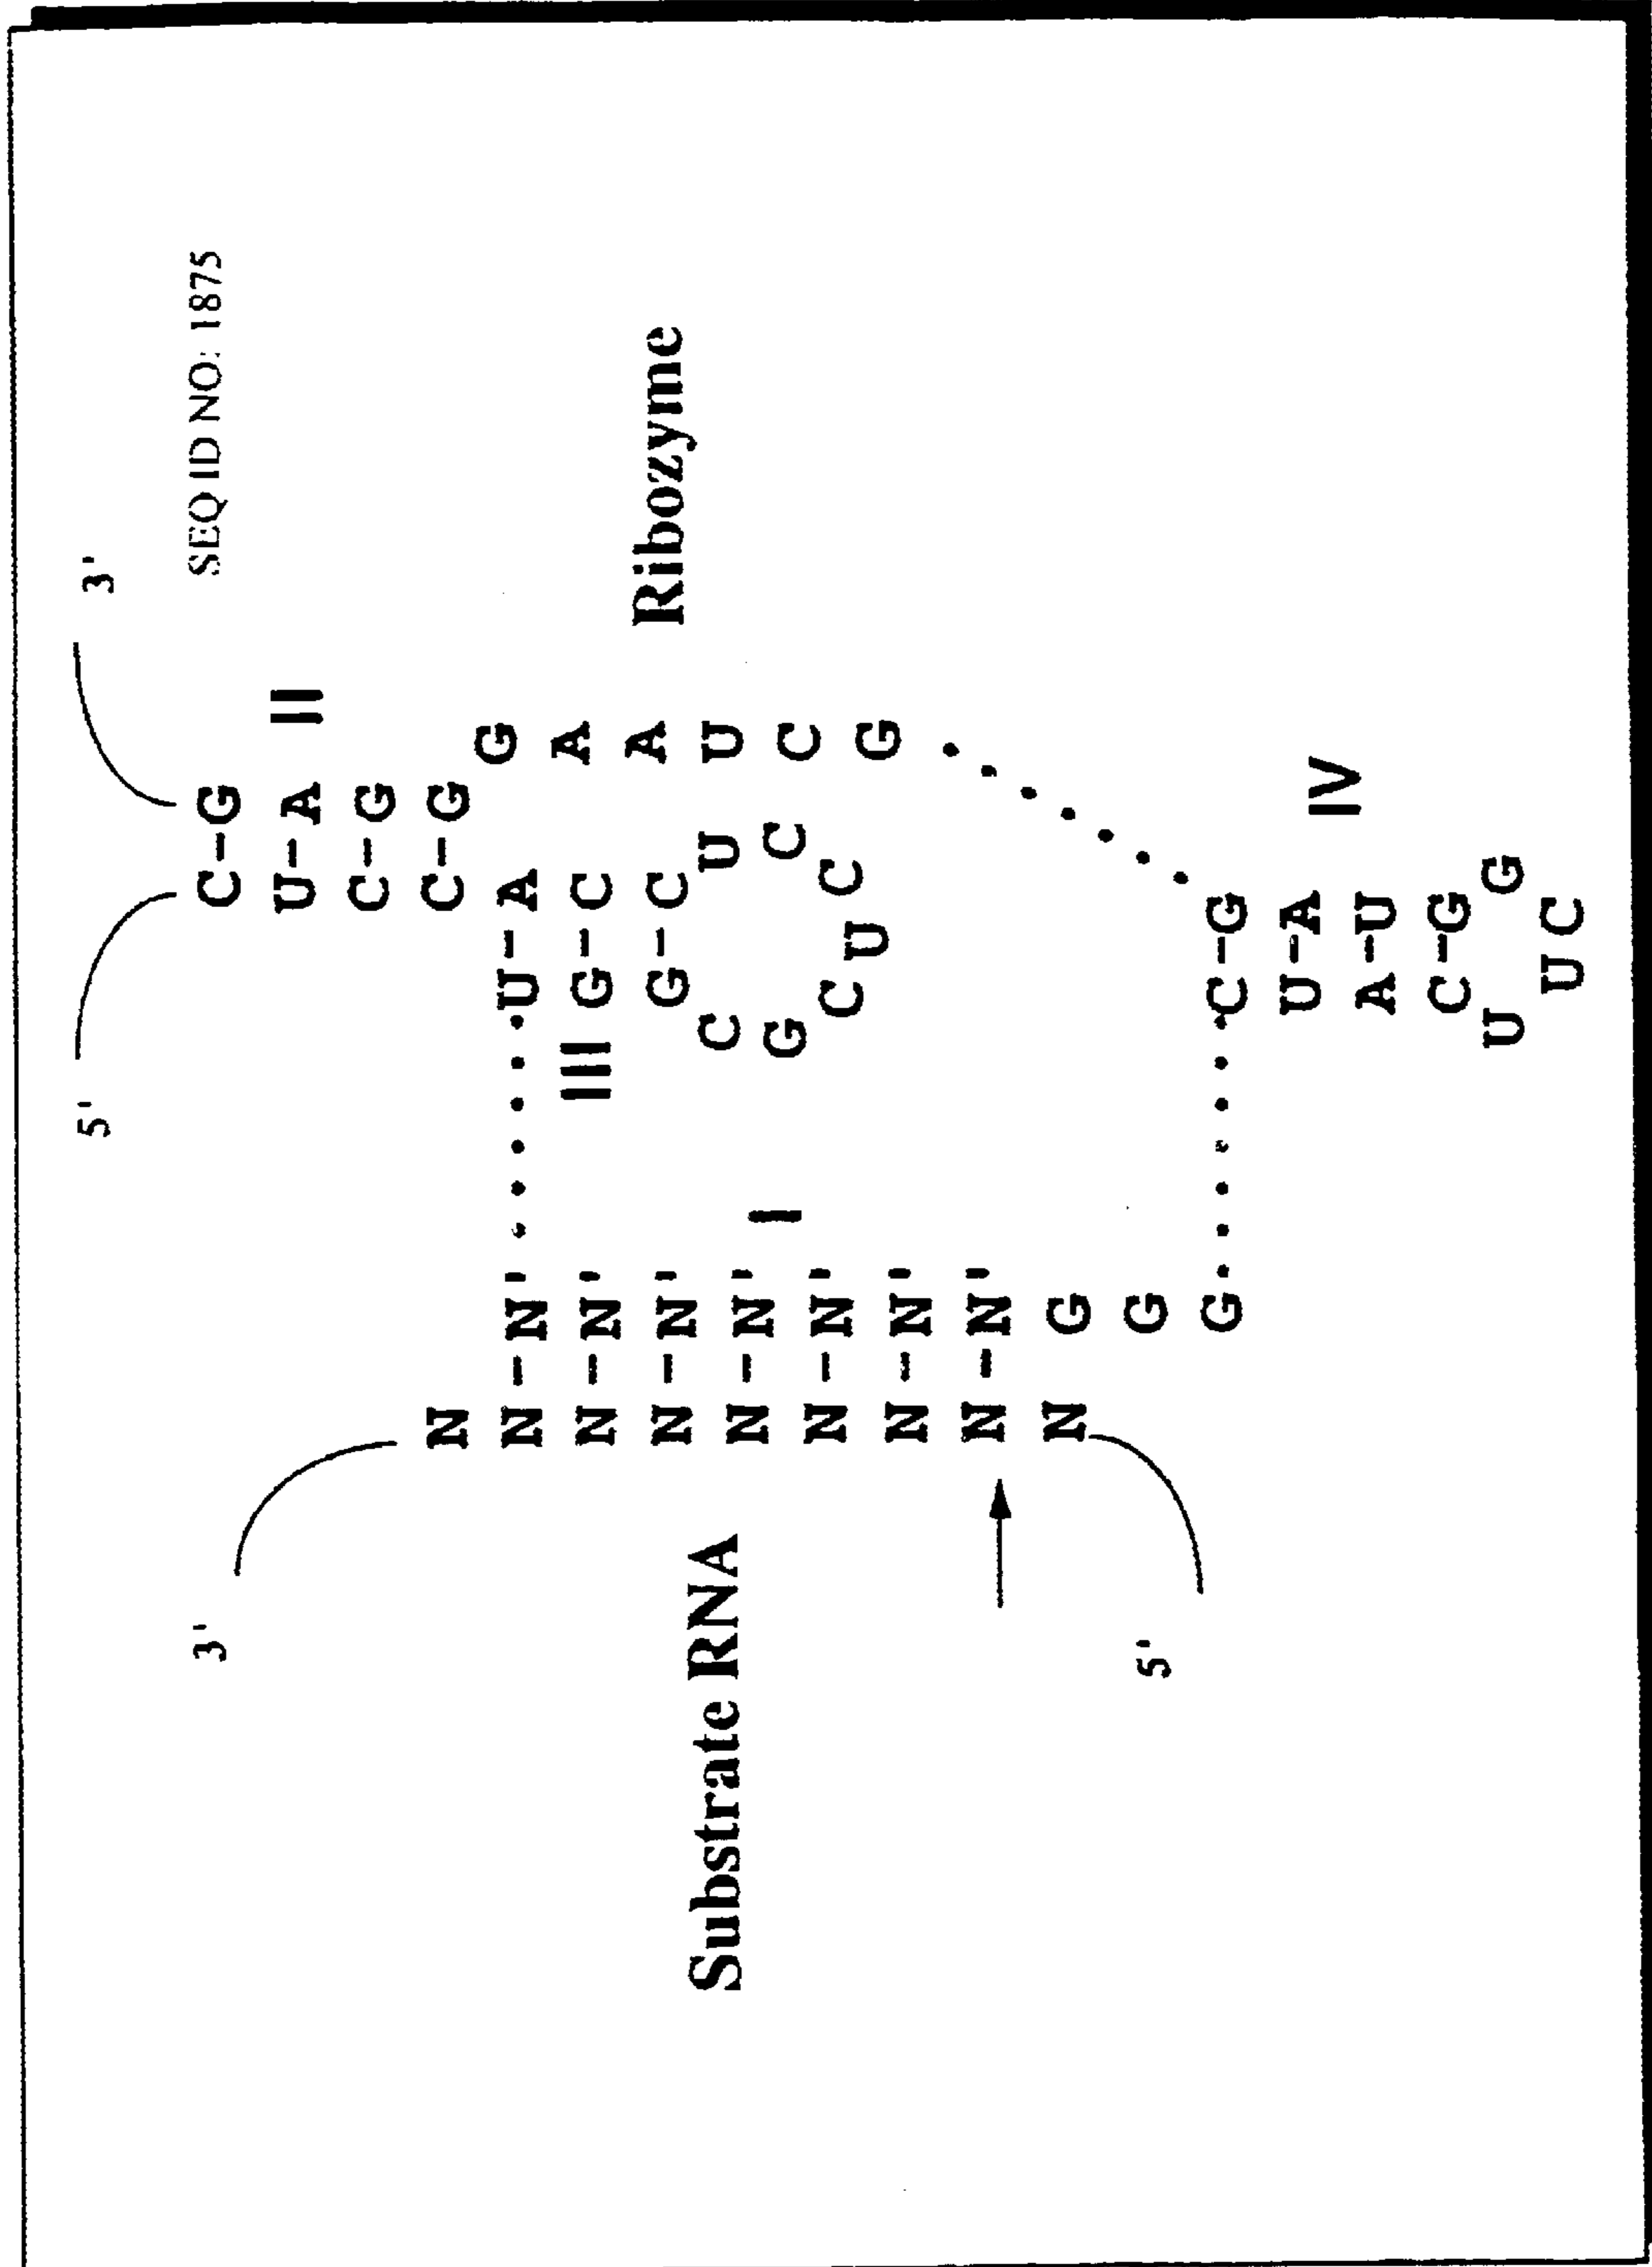 5' 3'
3' C-G SEQ ID NO: 1875
U-A II
C-G
N C-G
G
N-N' · · · · · · U-A
N-N' III G-C A
N-N' G-C A Ribozyme
Substrate RNA N-N' I C U U
G C C
N-N' C C
U G
N-N'
N-N'
N G
5' G
G · · · · · · · C-G
U-A IV
A-U
C-G
U G
U C